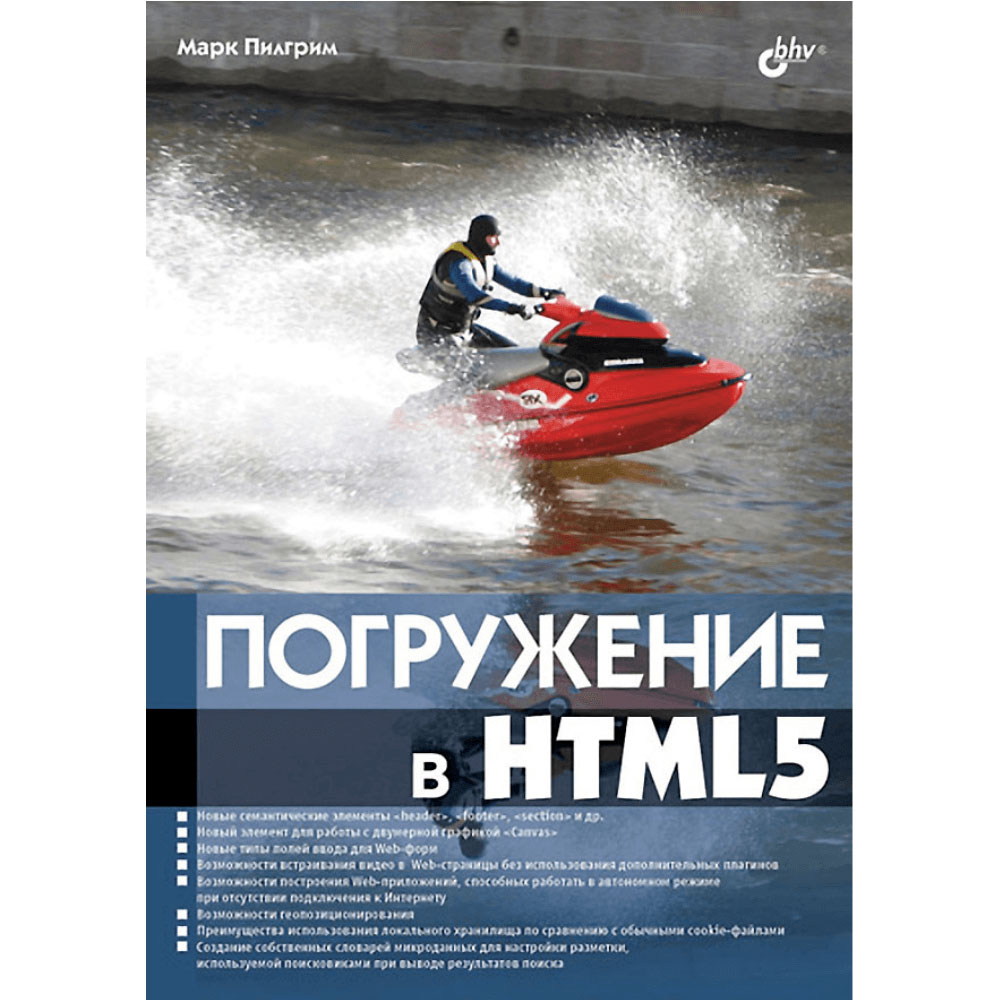 Марк Пилгрим
bhv®
ПОГРУЖЕНИЕ
в HTML5
Новые семантические элементы «header», «footer», «section» и др.
Новый элемент для работы с двумерной графикой «Canvas»
Новые типы полей ввода для Web-форм
Возможности встраивания видео в Web-страницы без использования дополнительных плагинов
Возможности построения Web-приложений, способных работать в автономном режиме
при отсутствии подключения к Интернету
Возможности геопозиционирования
Преимущества использования локального хранилища по сравнению с обычными cookie-файлами
Создание собственных словарей микроданных для настройки разметки,
используемой поисковиками при выводе результатов поиска